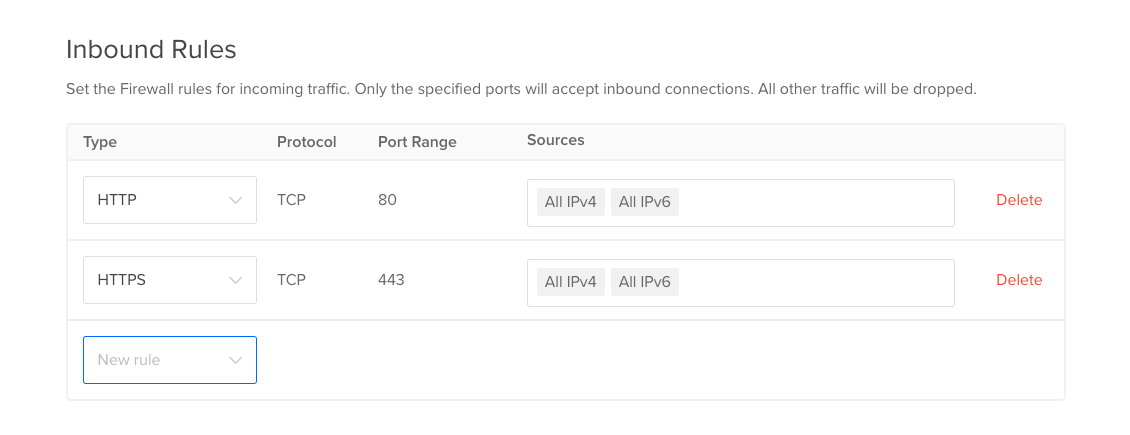 Inbound Rules
Set the Firewall rules for incoming traffic. Only the specified ports will accept inbound connections. All other traffic will be dropped.
Type Protocol Port Range Sources
HTTP TCP 80 All IPv4 All IPv6 Delete
HTTPS TCP 443 All IPv4 All IPv6 Delete
New rule